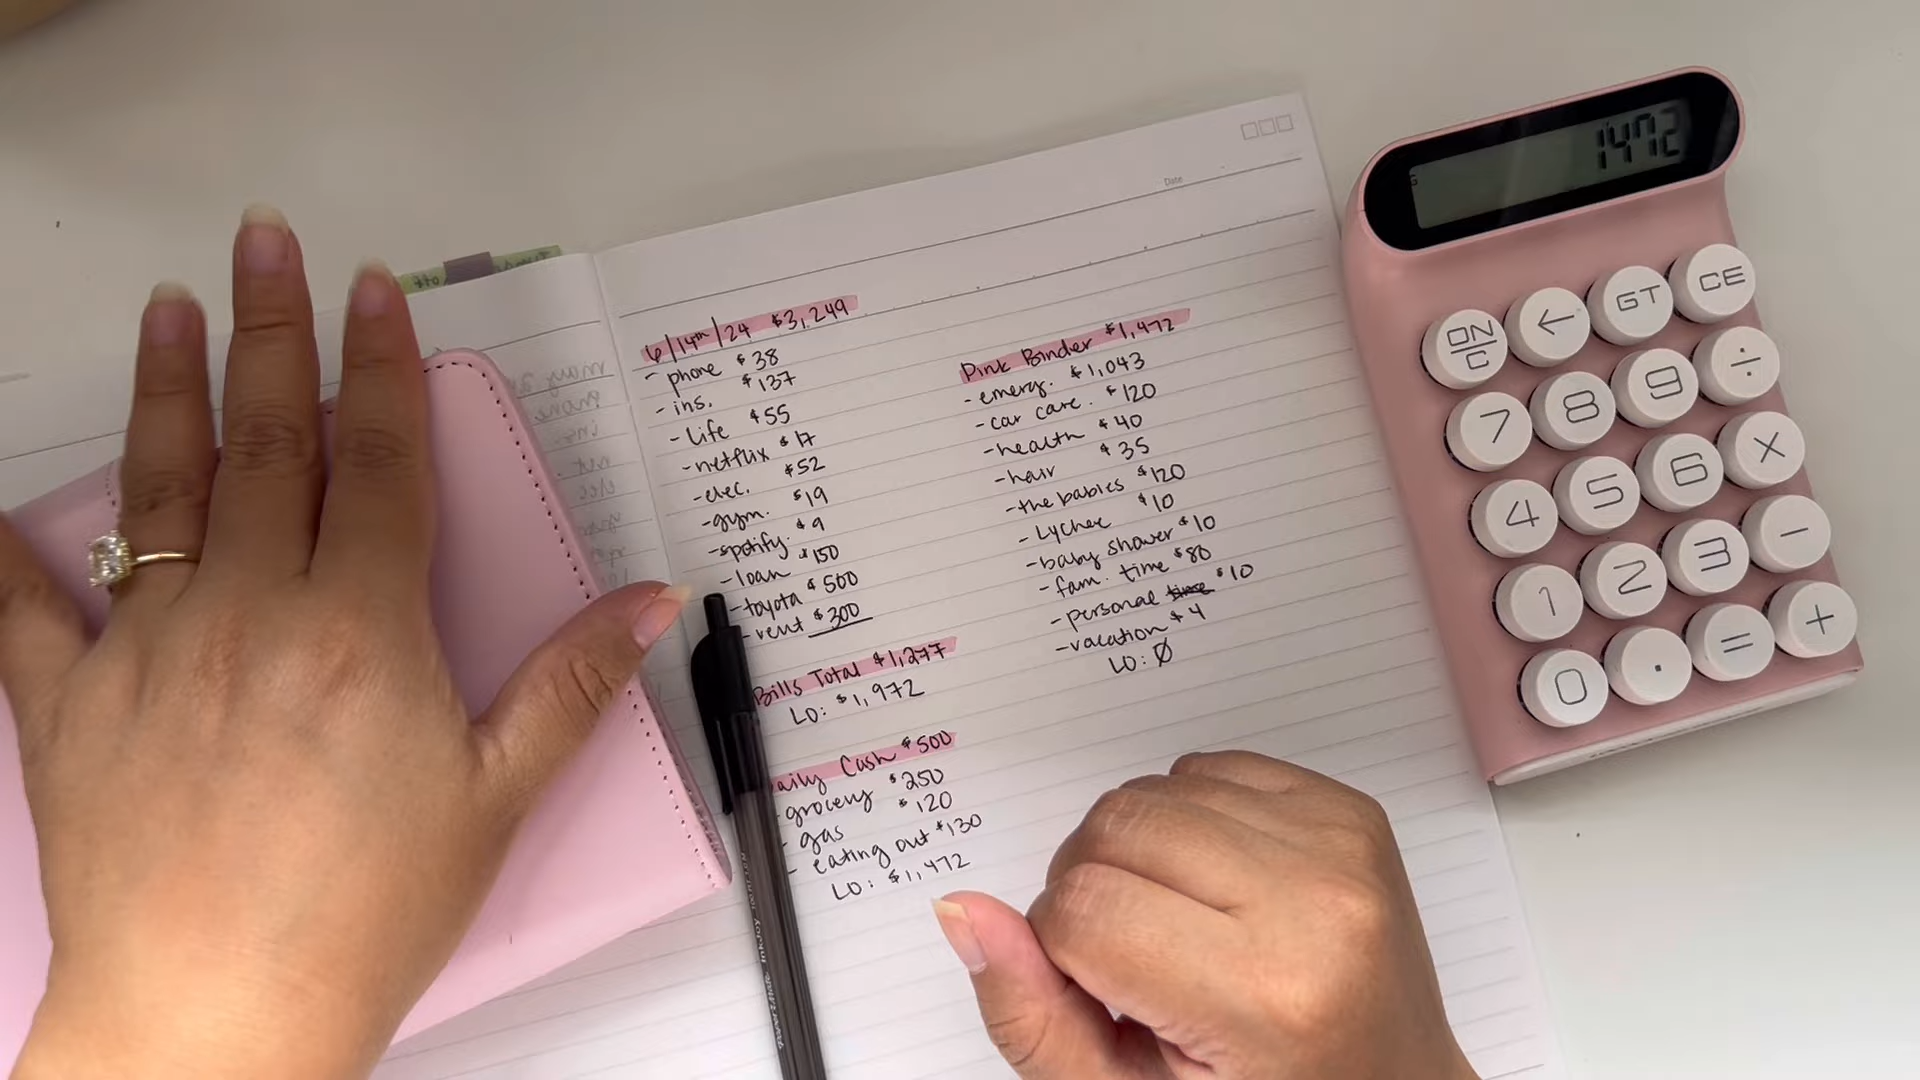 6/14th/24 $3,249
- phone $38
- ins. $137
- Life $55
- netflix $17
- elec. $52
- gym. $19
- spotify. $9
- loan $150
- toyota $500
- rent $300
Bills Total $1,277
LO: $1,972
aily Cash $500
- grocery $250
- gas $120
- eating out $130
LO: $1,472
Date
Pink Binder $1,472
- emerg. $1,043
- car care. $120
- health $40
- hair $35
- the babies $120
- Lychee $10
- baby shower $10
- fam. time $80
- personal time $10
- vacation $4
LO: Ø
1472
G
ON/C ← GT CE
7 8 9 ÷
4 5 6 ×
1 2 3 −
0 . = +